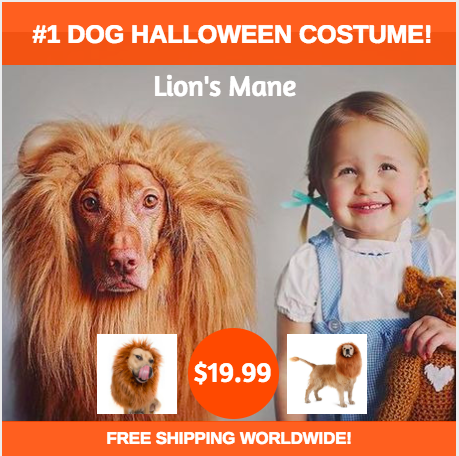 #1 DOG HALLOWEEN COSTUME!
Lion's Mane
$19.99
FREE SHIPPING WORLDWIDE!